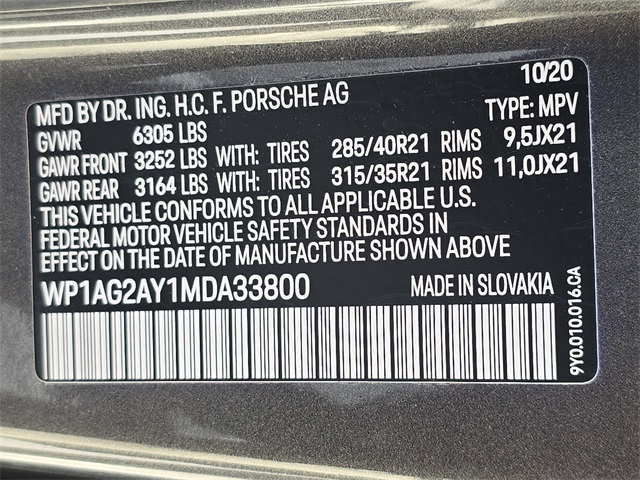 10/20
MFD BY DR. ING. H.C. F. PORSCHE AG TYPE: MPV
GVWR 6305 LBS
GAWR FRONT 3252 LBS WITH: TIRES 285/40R21 RIMS 9,5JX21
GAWR REAR 3164 LBS WITH: TIRES 315/35R21 RIMS 11,0JX21
THIS VEHICLE CONFORMS TO ALL APPLICABLE U.S.
FEDERAL MOTOR VEHICLE SAFETY STANDARDS IN
EFFECT ON THE DATE OF MANUFACTURE SHOWN ABOVE
WP1AG2AY1MDA33800 MADE IN SLOVAKIA
9Y0.010.016.CA